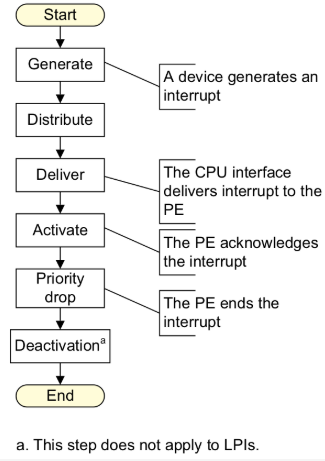 Start
Generate
A device generates an
interrupt
Distribute
Deliver
The CPU interface
delivers interrupt to the
PE
Activate
The PE acknowledges
the interrupt
Priority
drop
The PE ends the
interrupt
Deactivationᵃ
End
a. This step does not apply to LPIs.